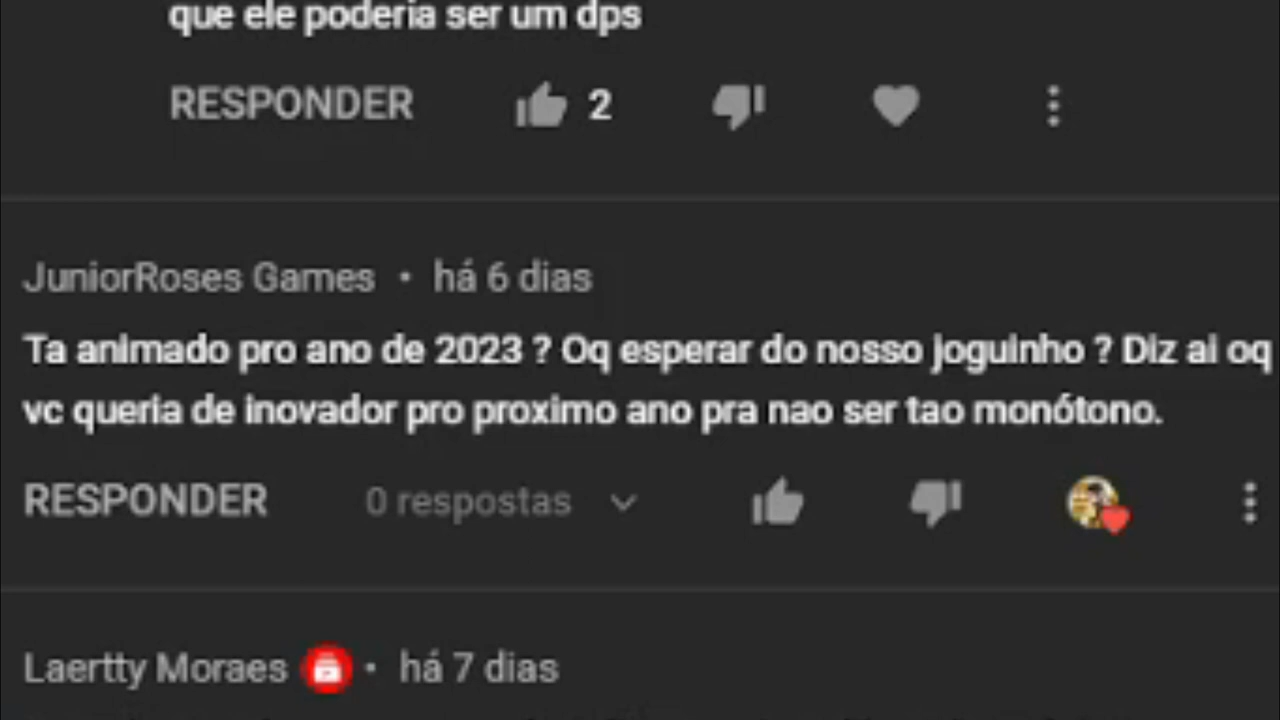 que ele poderia ser um dps
RESPONDER 2
JuniorRoses Games • há 6 dias
Ta animado pro ano de 2023 ? Oq esperar do nosso joguinho ? Diz ai oq
vc queria de inovador pro proximo ano pra nao ser tao monótono.
RESPONDER 0 respostas
Laertty Moraes • há 7 dias